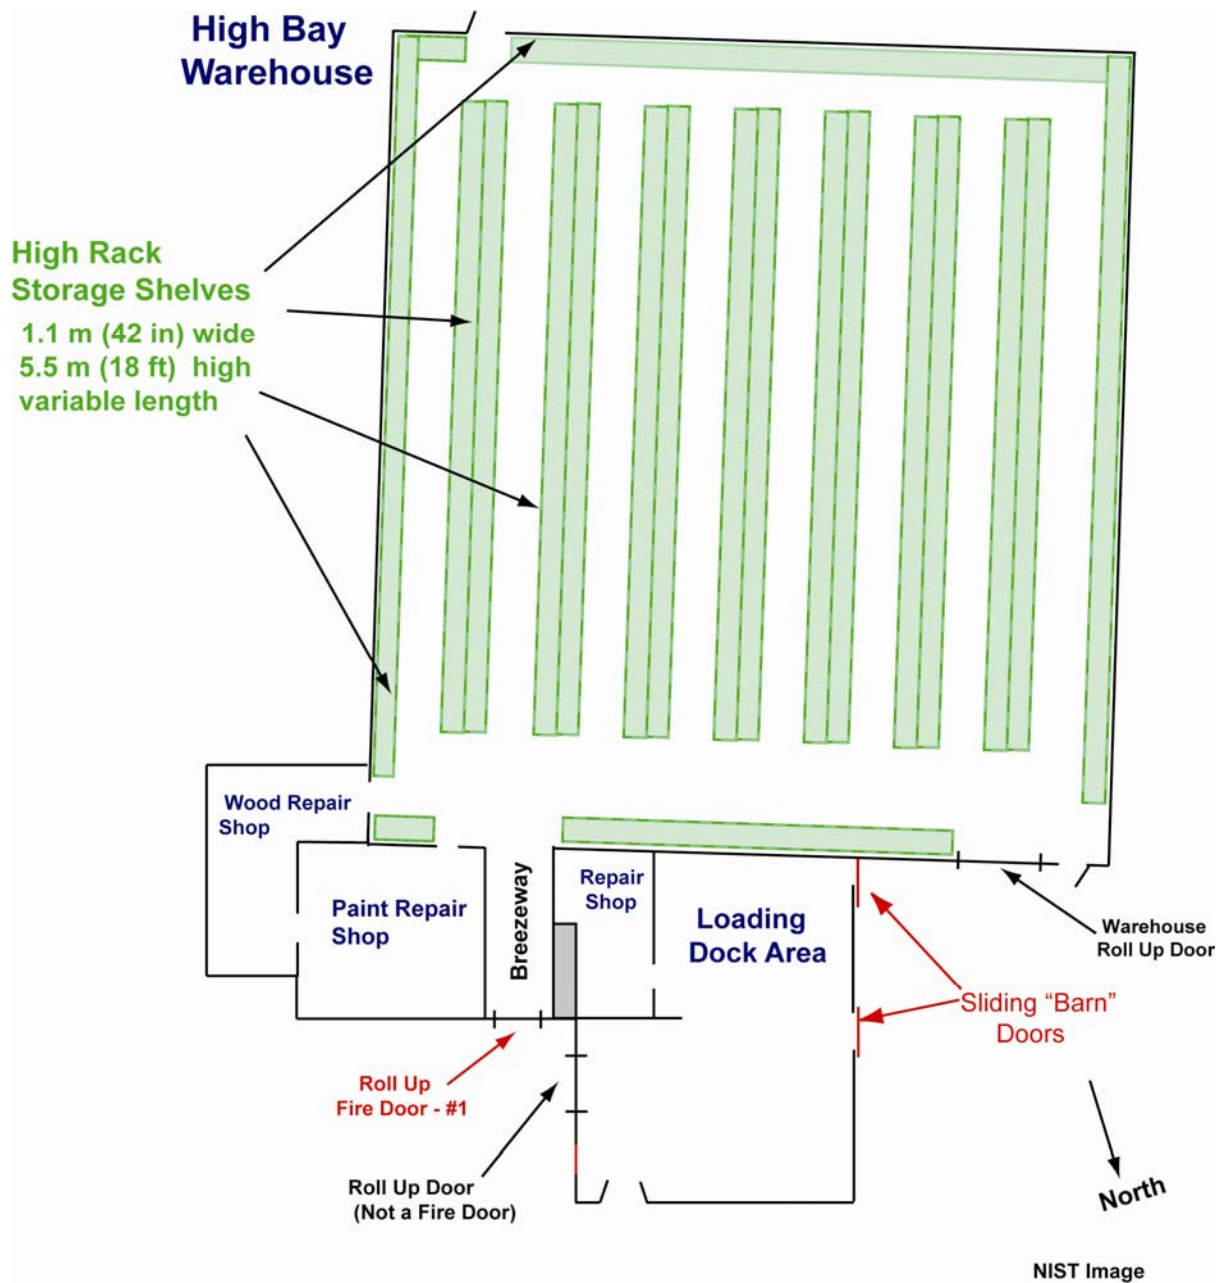 High Bay
Warehouse
High Rack
Storage Shelves
1.1 m (42 in) wide
5.5 m (18 ft) high
variable length
Wood Repair
Shop
Paint Repair
Shop
Breezeway
Repair
Shop
Loading
Dock Area
Warehouse
Roll Up Door
Sliding “Barn”
Doors
Roll Up
Fire Door - #1
Roll Up Door
(Not a Fire Door)
North
NIST Image